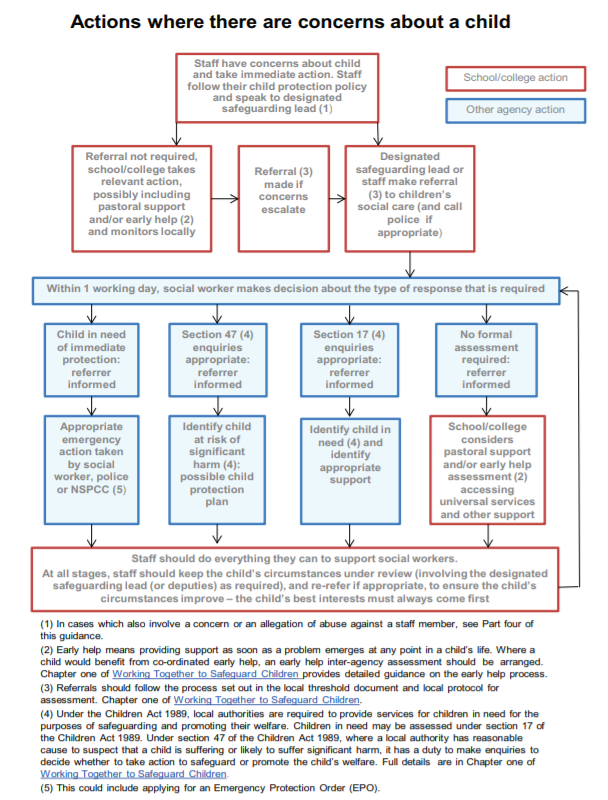 Actions where there are concerns about a child
Staff have concerns about child
and take immediate action. Staff
follow their child protection policy
and speak to designated
safeguarding lead (1)
School/college action
Other agency action
Referral not required,
school/college takes
relevant action,
possibly including
pastoral support
and/or early help (2)
and monitors locally
Referral (3)
made if
concerns
escalate
Designated
safeguarding lead or
staff make referral
(3) to children's
social care (and call
police if
appropriate)
Within 1 working day, social worker makes decision about the type of response that is required
Child in need
of immediate
protection:
referrer
informed
Section 47 (4)
enquiries
appropriate:
referrer
informed
Section 17 (4)
enquiries
appropriate:
referrer
informed
No formal
assessment
required:
referrer
informed
Appropriate
emergency
action taken
by social
worker, police
or NSPCC (5)
Identify child
at risk of
significant
harm (4):
possible child
protection
plan
Identify child in
need (4) and
identify
appropriate
support
School/college
considers
pastoral support
and/or early help
assessment (2)
accessing
universal services
and other support
Staff should do everything they can to support social workers.
At all stages, staff should keep the child's circumstances under review (involving the designated
safeguarding lead (or deputies) as required), and re-refer if appropriate, to ensure the child's
circumstances improve – the child's best interests must always come first
(1) In cases which also involve a concern or an allegation of abuse against a staff member, see Part four of
this guidance.
(2) Early help means providing support as soon as a problem emerges at any point in a child's life. Where a
child would benefit from co-ordinated early help, an early help inter-agency assessment should be arranged.
Chapter one of Working Together to Safeguard Children provides detailed guidance on the early help process.
(3) Referrals should follow the process set out in the local threshold document and local protocol for
assessment. Chapter one of Working Together to Safeguard Children.
(4) Under the Children Act 1989, local authorities are required to provide services for children in need for the
purposes of safeguarding and promoting their welfare. Children in need may be assessed under section 17 of
the Children Act 1989. Under section 47 of the Children Act 1989, where a local authority has reasonable
cause to suspect that a child is suffering or likely to suffer significant harm, it has a duty to make enquiries to
decide whether to take action to safeguard or promote the child's welfare. Full details are in Chapter one of
Working Together to Safeguard Children.
(5) This could include applying for an Emergency Protection Order (EPO).